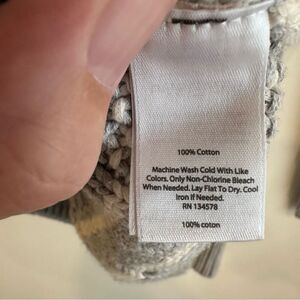 100% Cotton
Machine Wash Cold With Like
Colors. Only Non-Chlorine Bleach
When Needed. Lay Flat To Dry. Cool
Iron If Needed.
RN 134578
100% coton